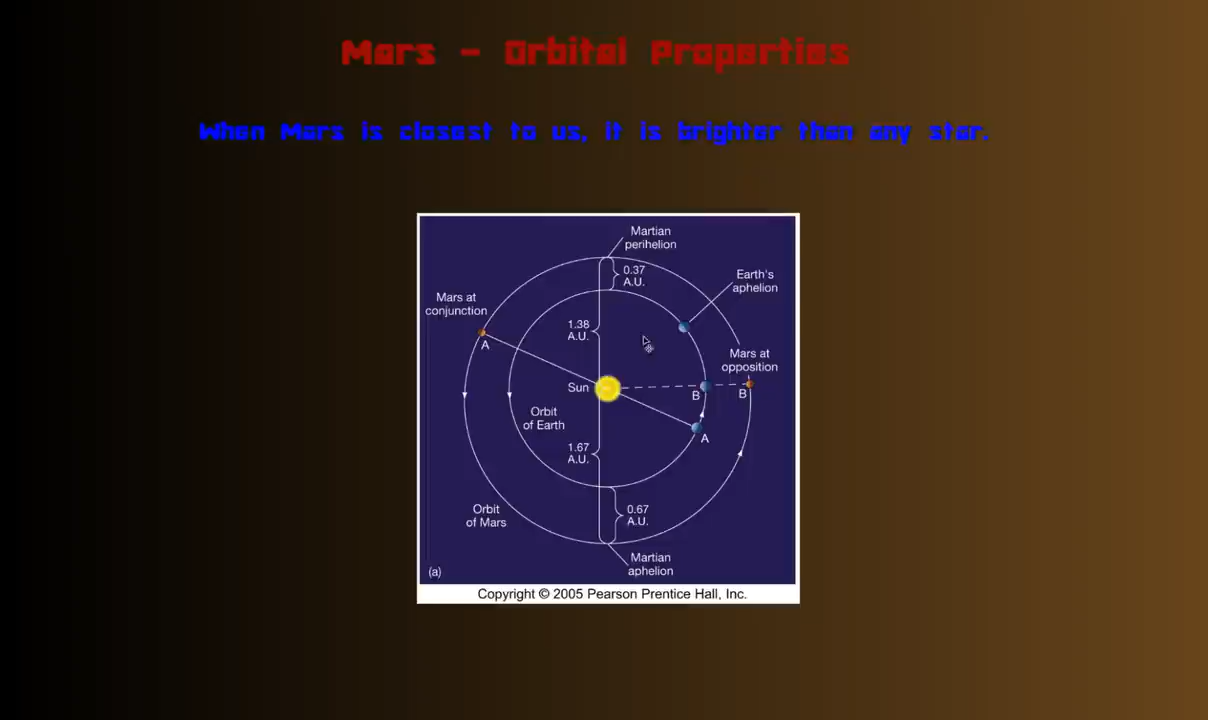 Mars - Orbital Properties
When Mars is closest to us, it is brighter than any star.
Martian
perihelion
0.37
A.U.
Earth's
aphelion
Mars at
conjunction
A
1.38
A.U.
Mars at
opposition
Sun
B
B
Orbit
of Earth
A
1.67
A.U.
Orbit
of Mars
0.67
A.U.
Martian
aphelion
(a)
Copyright © 2005 Pearson Prentice Hall, Inc.